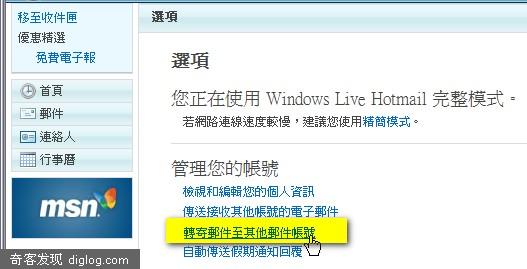 移至收件匣
優惠精選
免費電子報
首頁
郵件
連絡人
行事曆
msn
選項
選項
您正在使用 Windows Live Hotmail 完整模式。
若網路連線速度較慢，建議您使用精簡模式。
管理您的帳號
檢視和編輯您的個人資訊
傳送接收其他帳號的電子郵件
轉寄郵件至其他郵件帳號
自動傳送假期通知回覆
奇客发现 diglog.com